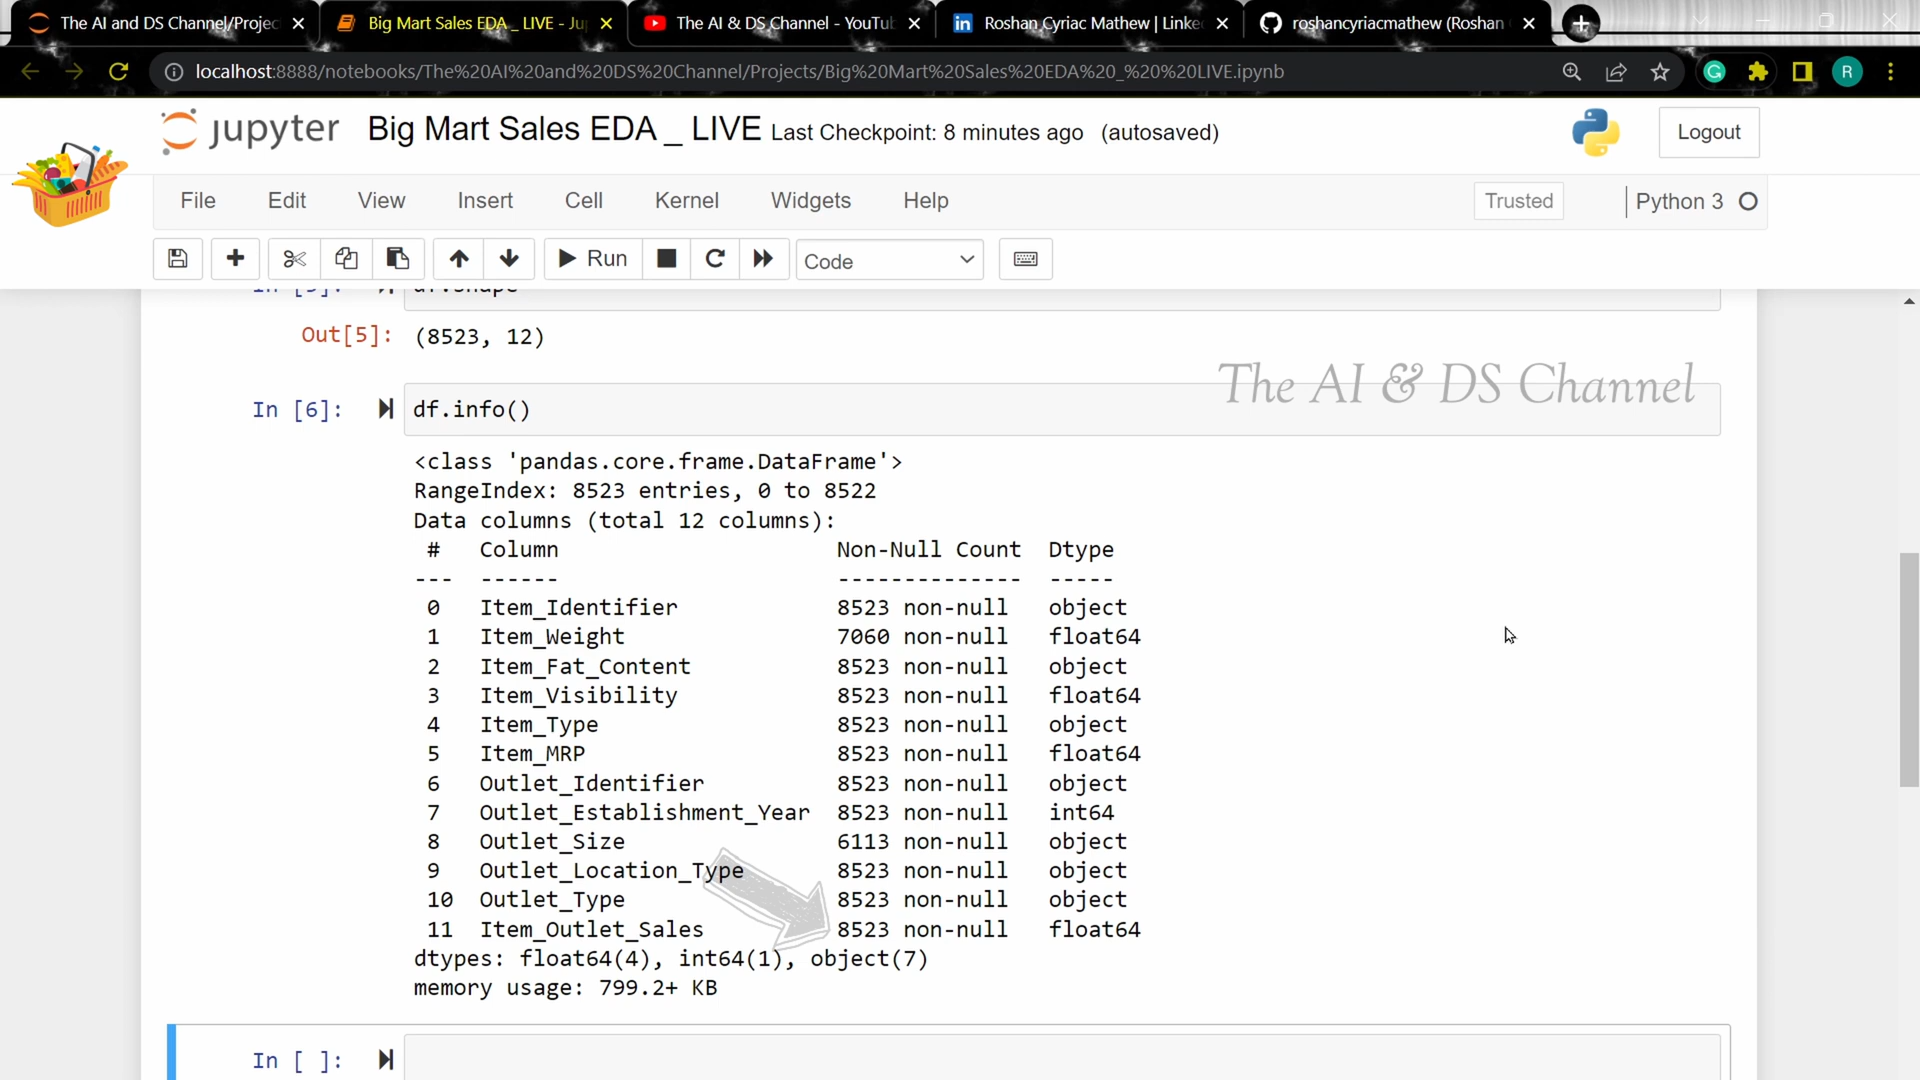 The AI and DS Channel/Projec
Big Mart Sales EDA _ LIVE - Ju
The AI & DS Channel - YouTu
Roshan Cyriac Mathew | Linke
roshancyriacmathew (Roshan
localhost:8888/notebooks/The%20AI%20and%20DS%20Channel/Projects/Big%20Mart%20Sales%20EDA%20_%20%20LIVE.ipynb
R
jupyter Big Mart Sales EDA _ LIVE Last Checkpoint: 8 minutes ago (autosaved)
Logout
File Edit View Insert Cell Kernel Widgets Help
Trusted
Python 3
Run
Code
In [5]: df.shape
Out[5]: (8523, 12)
The AI & DS Channel
In [6]: df.info()
<class 'pandas.core.frame.DataFrame'>
RangeIndex: 8523 entries, 0 to 8522
Data columns (total 12 columns):
# Column Non-Null Count Dtype
--- ------ -------------- -----
0 Item_Identifier 8523 non-null object
1 Item_Weight 7060 non-null float64
2 Item_Fat_Content 8523 non-null object
3 Item_Visibility 8523 non-null float64
4 Item_Type 8523 non-null object
5 Item_MRP 8523 non-null float64
6 Outlet_Identifier 8523 non-null object
7 Outlet_Establishment_Year 8523 non-null int64
8 Outlet_Size 6113 non-null object
9 Outlet_Location_Type 8523 non-null object
10 Outlet_Type 8523 non-null object
11 Item_Outlet_Sales 8523 non-null float64
dtypes: float64(4), int64(1), object(7)
memory usage: 799.2+ KB
In [ ]: